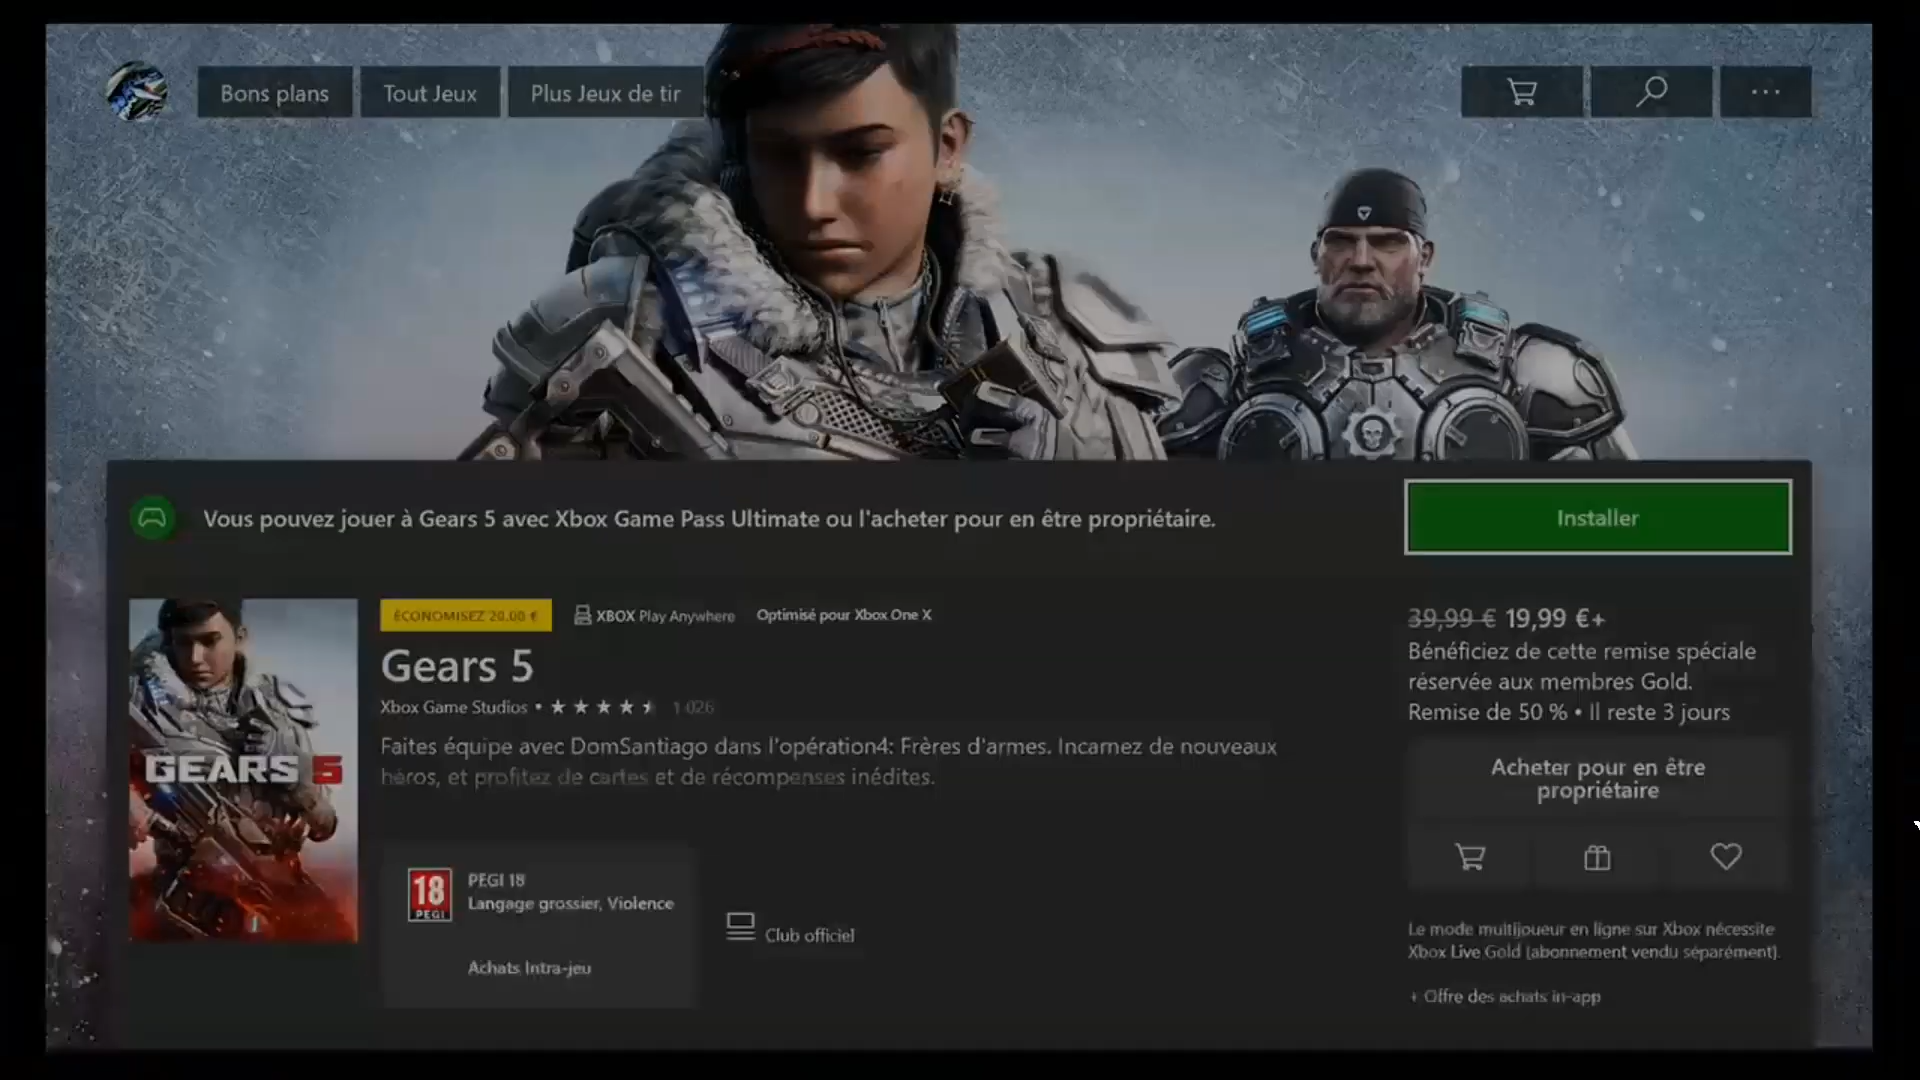 Bons plans
Tout Jeux
Plus Jeux de tir
Vous pouvez jouer à Gears 5 avec Xbox Game Pass Ultimate ou l'acheter pour en être propriétaire.
Installer
GEARS 5
ÉCONOMISEZ 20,00 €
XBOX Play Anywhere
Optimisé pour Xbox One X
Gears 5
Xbox Game Studios • 1 026
Faites équipe avec DomSantiago dans l'opération4: Frères d'armes. Incarnez de nouveaux
héros, et profitez de cartes et de récompenses inédites.
18
PEGI
PEGI 18
Langage grossier, Violence
Achats Intra-jeu
Club officiel
39,99 € 19,99 €+
Bénéficiez de cette remise spéciale
réservée aux membres Gold.
Remise de 50 % • Il reste 3 jours
Acheter pour en être
propriétaire
Le mode multijoueur en ligne sur Xbox nécessite
Xbox Live Gold (abonnement vendu séparément).
+ Offre des achats in-app